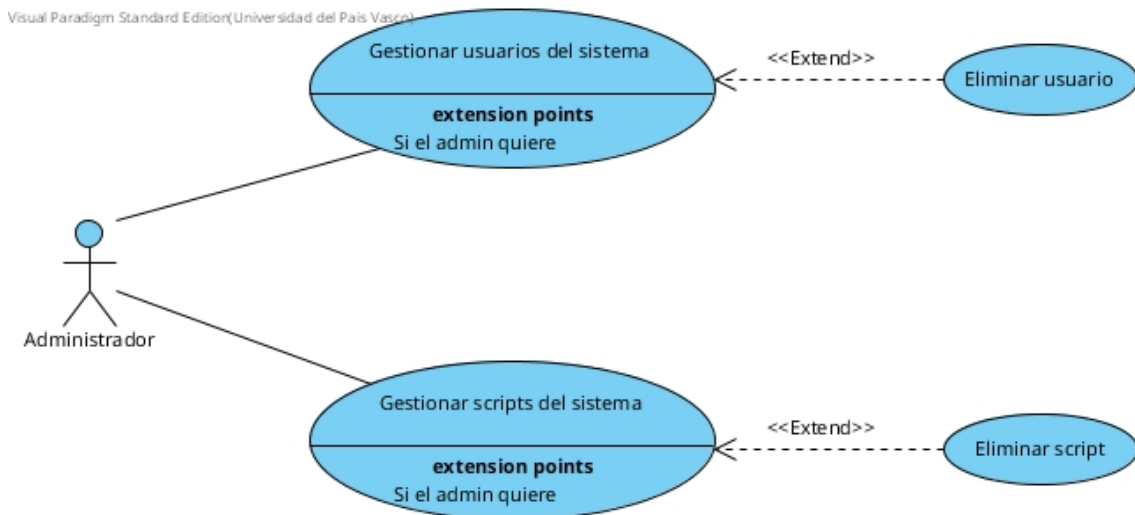 Visual Paradigm Standard Edition(Universidad del Pais Vasco)
Gestionar usuarios del sistema
extension points
Si el admin quiere
<<Extend>>
Eliminar usuario
Administrador
Gestionar scripts del sistema
extension points
Si el admin quiere
<<Extend>>
Eliminar script